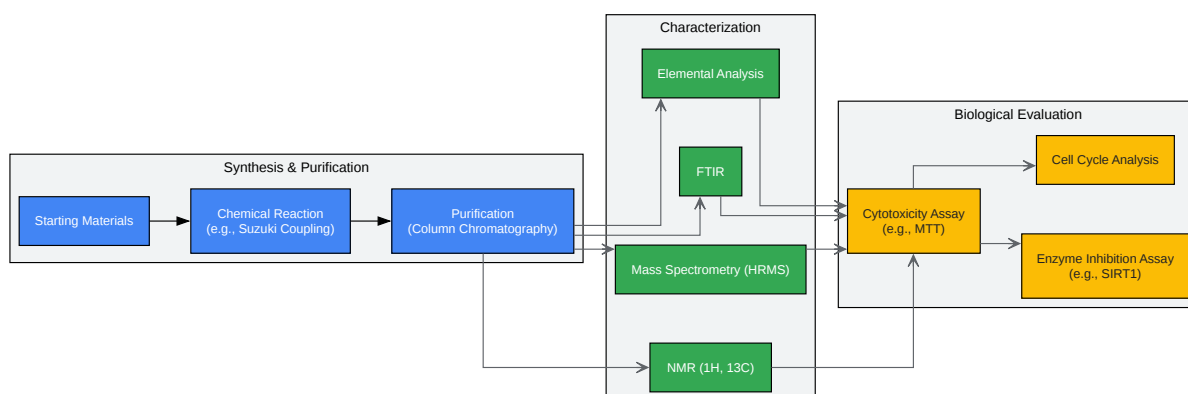 Synthesis & Purification
Starting Materials
Chemical Reaction
(e.g., Suzuki Coupling)
Purification
(Column Chromatography)
Characterization
Elemental Analysis
FTIR
Mass Spectrometry (HRMS)
NMR (1H, 13C)
Biological Evaluation
Cytotoxicity Assay
(e.g., MTT)
Cell Cycle Analysis
Enzyme Inhibition Assay
(e.g., SIRT1)